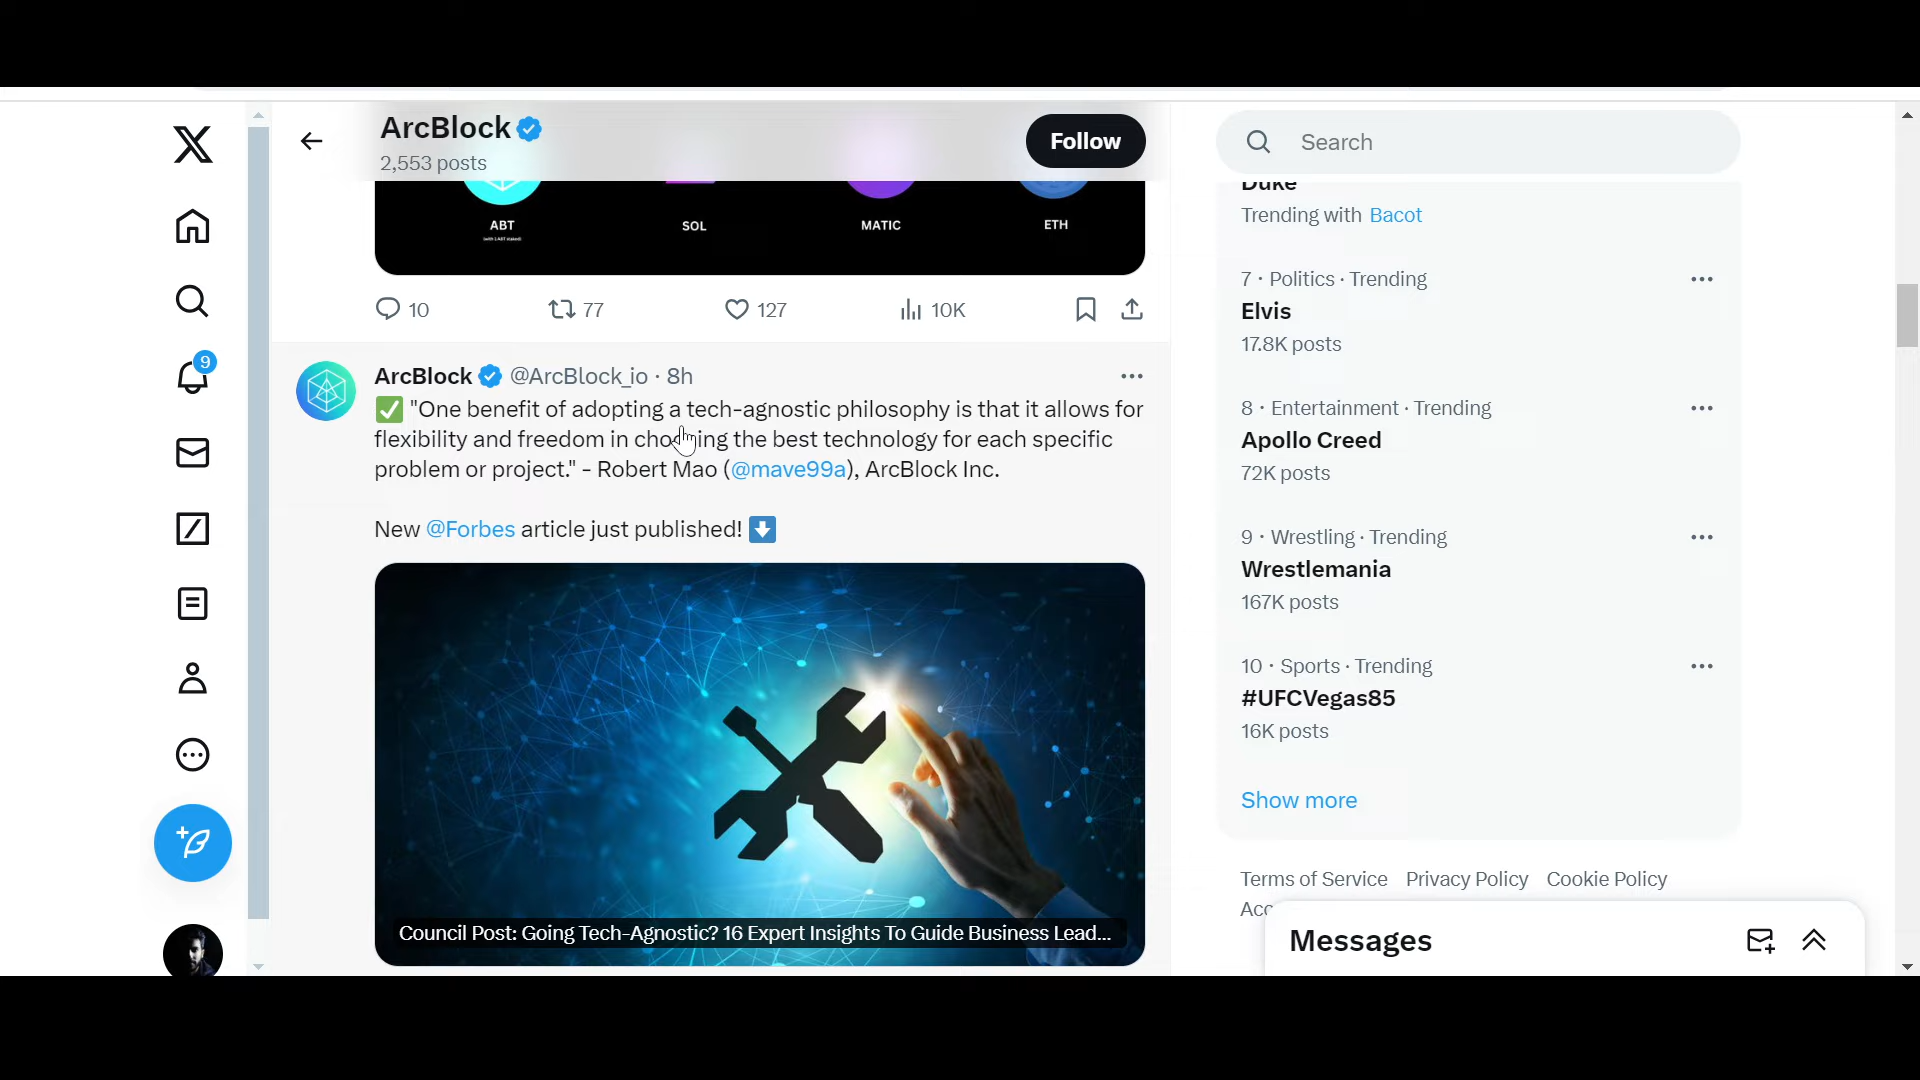 ArcBlock
2,553 posts
Follow
ABT
SOL
MATIC
ETH
10
77
127
10K
9
ArcBlock @ArcBlock_io · 8h
✅ "One benefit of adopting a tech-agnostic philosophy is that it allows for
flexibility and freedom in choosing the best technology for each specific
problem or project." - Robert Mao (@mave99a), ArcBlock Inc.
New @Forbes article just published! ⬇️
Council Post: Going Tech-Agnostic? 16 Expert Insights To Guide Business Lead...
Search
Duke
Trending with Bacot
7 · Politics · Trending
Elvis
17.8K posts
8 · Entertainment · Trending
Apollo Creed
72K posts
9 · Wrestling · Trending
Wrestlemania
167K posts
10 · Sports · Trending
#UFCVegas85
16K posts
Show more
Terms of Service Privacy Policy Cookie Policy
Messages